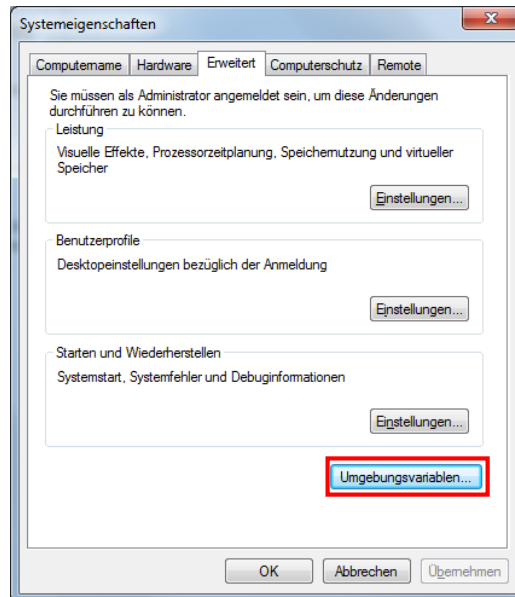 Systemeigenschaften
Computername Hardware Erweitert Computerschutz Remote
Sie müssen als Administrator angemeldet sein, um diese Änderungen
durchführen zu können.
Leistung
Visuelle Effekte, Prozessorzeitplanung, Speichernutzung und virtueller
Speicher
Einstellungen...
Benutzerprofile
Desktopeinstellungen bezüglich der Anmeldung
Einstellungen...
Starten und Wiederherstellen
Systemstart, Systemfehler und Debuginformationen
Einstellungen...
Umgebungsvariablen...
OK Abbrechen Übernehmen